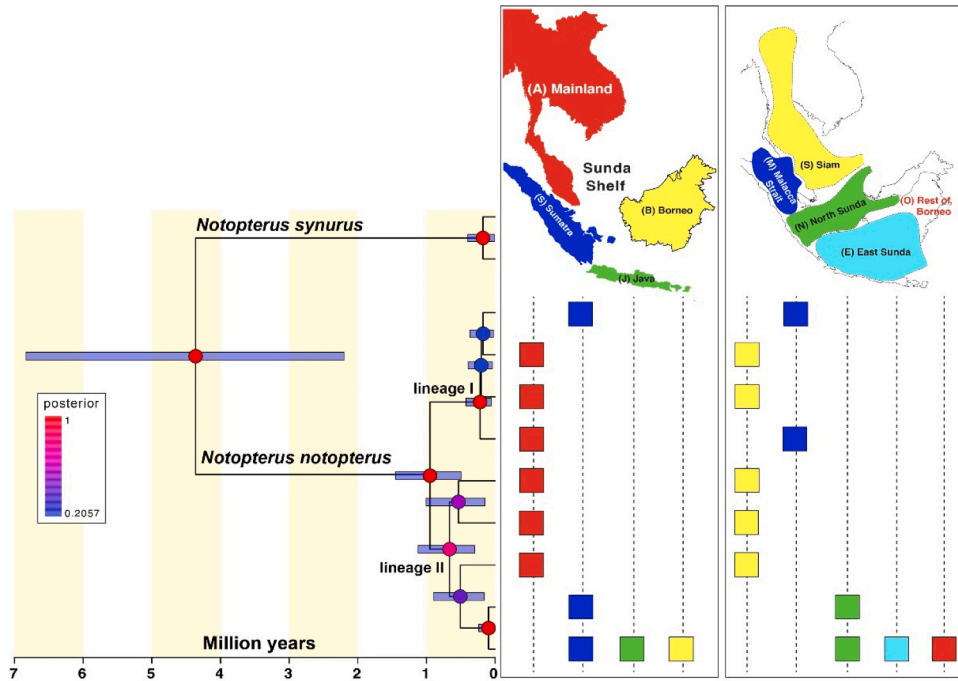 Notopterus synurus
lineage I
Notopterus notopterus
lineage II
posterior
1
0.2057
Million years
7 6 5 4 3 2 1 0
(A) Mainland
Sunda
Shelf
(S) Sumatra
(B) Borneo
(J) Java
(S) Siam
(M) Malacca
Strait
(N) North Sunda
(O) Rest of
Borneo
(E) East Sunda